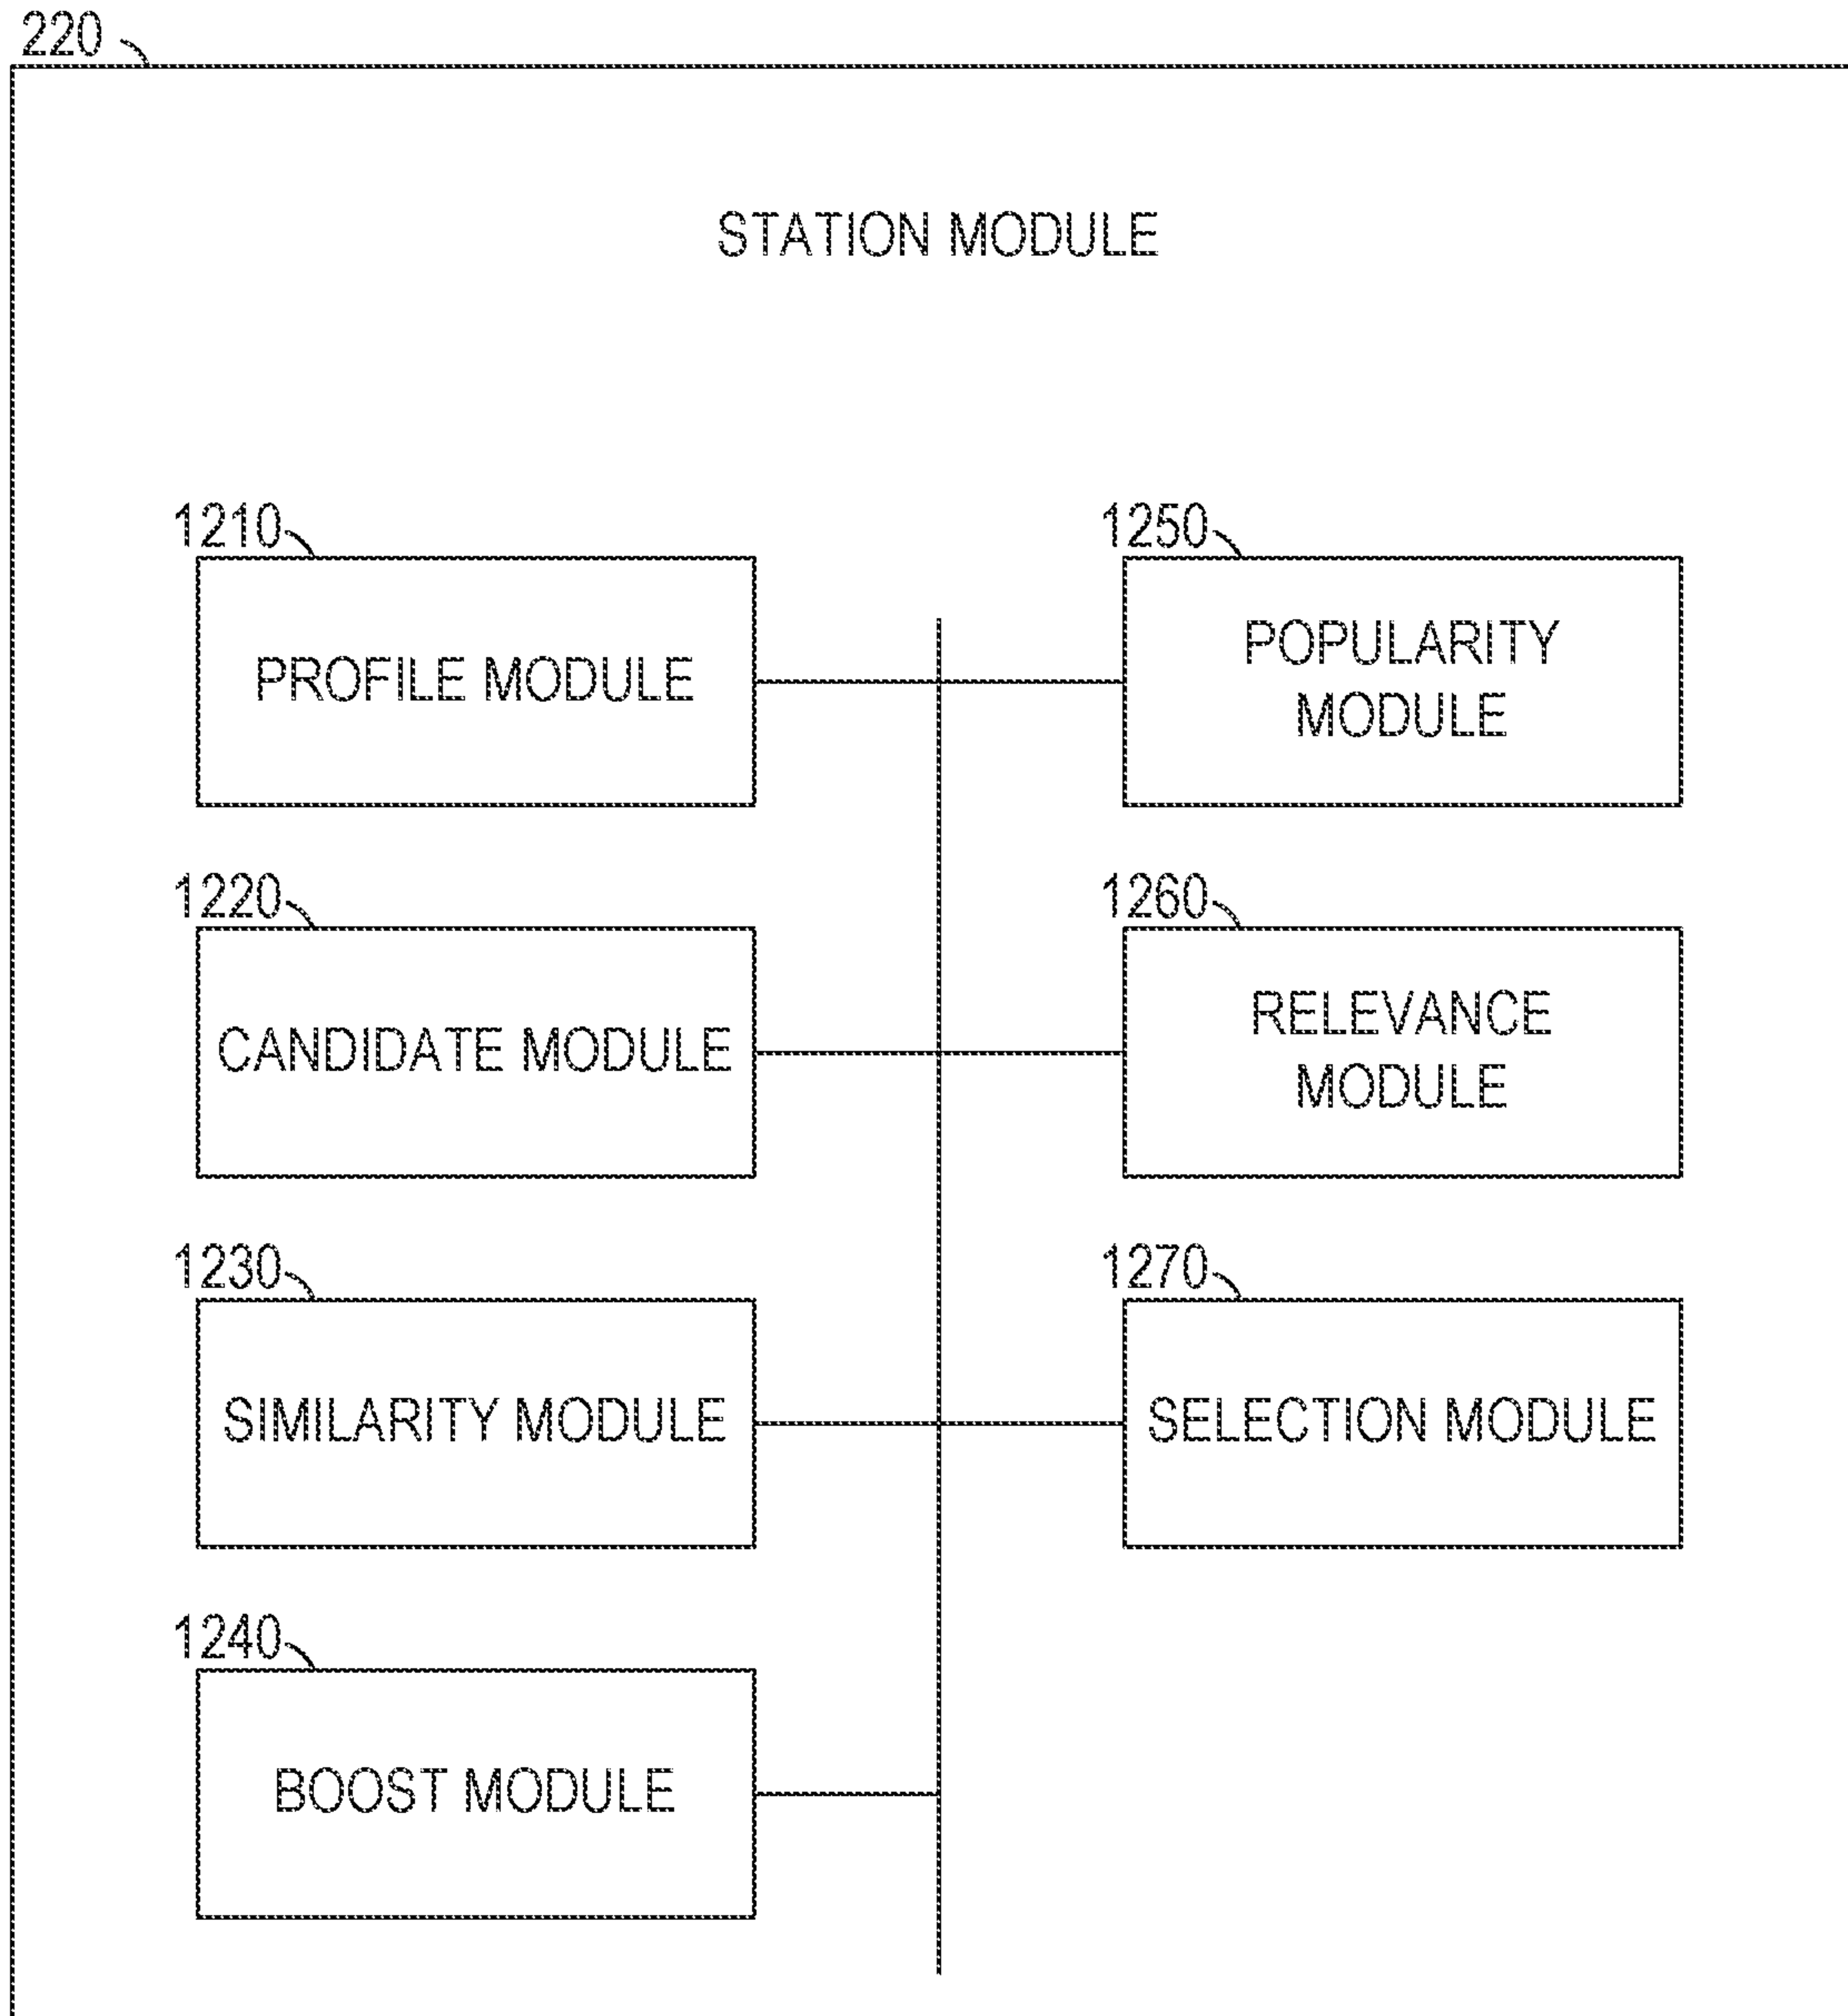 220
STATION MODULE
1210
PROFILE MODULE
1250
POPULARITY
MODULE
1220
CANDIDATE MODULE
1260
RELEVANCE
MODULE
1230
SIMILARITY MODULE
1270
SELECTION MODULE
1240
BOOST MODULE